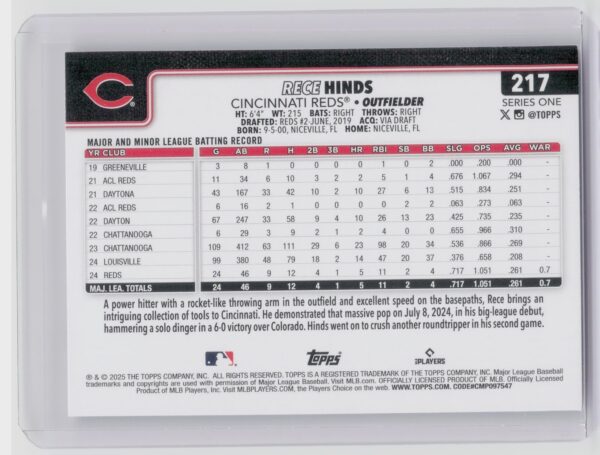 C
RECE HINDS
CINCINNATI REDS® • OUTFIELDER
HT: 6'4" WT: 215 BATS: RIGHT THROWS: RIGHT
DRAFTED: REDS #2-JUNE, 2019 ACQ: VIA DRAFT
BORN: 9-5-00, NICEVILLE, FL HOME: NICEVILLE, FL
217
SERIES ONE
X @TOPPS
MAJOR AND MINOR LEAGUE BATTING RECORD
YR CLUB G AB R H 2B 3B HR RBI SB BB SLG OPS AVG WAR
19 GREENEVILLE 3 8 1 0 0 0 0 1 0 2 .000 .200 .000 -
21 ACL REDS 11 34 6 10 3 2 2 5 1 4 .676 1.067 .294 -
21 DAYTONA 43 167 33 42 10 2 10 27 6 13 .515 .834 .251 -
22 ACL REDS 6 16 2 1 0 0 0 0 2 2 .063 .273 .063 -
22 DAYTON 67 247 33 58 9 4 10 26 13 23 .425 .735 .235 -
22 CHATTANOOGA 6 29 3 9 2 1 2 4 0 0 .655 .966 .310 -
23 CHATTANOOGA 109 412 63 111 29 6 23 98 20 34 .536 .866 .269 -
24 LOUISVILLE 99 380 48 79 18 2 14 47 20 37 .376 .658 .208 -
24 REDS 24 46 9 12 4 1 5 11 2 4 .717 1.051 .261 0.7
MAJ. LEA. TOTALS 24 46 9 12 4 1 5 11 2 4 .717 1.051 .261 0.7
A power hitter with a rocket-like throwing arm in the outfield and excellent speed on the basepaths, Rece brings an
intriguing collection of tools to Cincinnati. He demonstrated that massive pop on July 8, 2024, in his big-league debut,
hammering a solo dinger in a 6-0 victory over Colorado. Hinds went on to crush another roundtripper in his second game.
Topps
PLAYERS
® & © 2025 THE TOPPS COMPANY, INC. ALL RIGHTS RESERVED. TOPPS IS A REGISTERED TRADEMARK OF THE TOPPS COMPANY, INC. Major League Baseball
trademarks and copyrights are used with permission of Major League Baseball. Visit MLB.com. OFFICIALLY LICENSED PRODUCT OF MLB. Officially Licensed
Product of MLB Players, Inc. Visit MLBPLAYERS.COM, the Players Choice on the web. WWW.TOPPS.COM. CODE#CMP097547